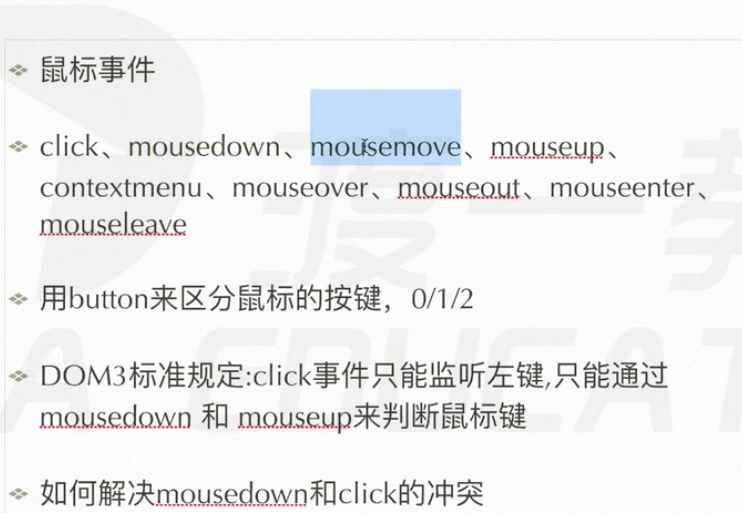 鼠标事件
click、mousedown、mousemove、mouseup、
contextmenu、mouseover、mouseout、mouseenter、
mouseleave
用button来区分鼠标的按键，0/1/2
DOM3标准规定:click事件只能监听左键,只能通过
mousedown 和 mouseup来判断鼠标键
如何解决mousedown和click的冲突